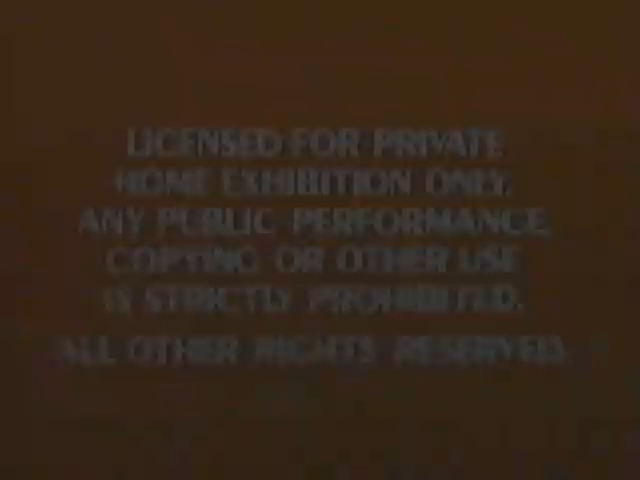 LICENSED FOR PRIVATE
HOME EXHIBITION ONLY.
ANY PUBLIC PERFORMANCE,
COPYING OR OTHER USE
IS STRICTLY PROHIBITED.
ALL OTHER RIGHTS RESERVED.